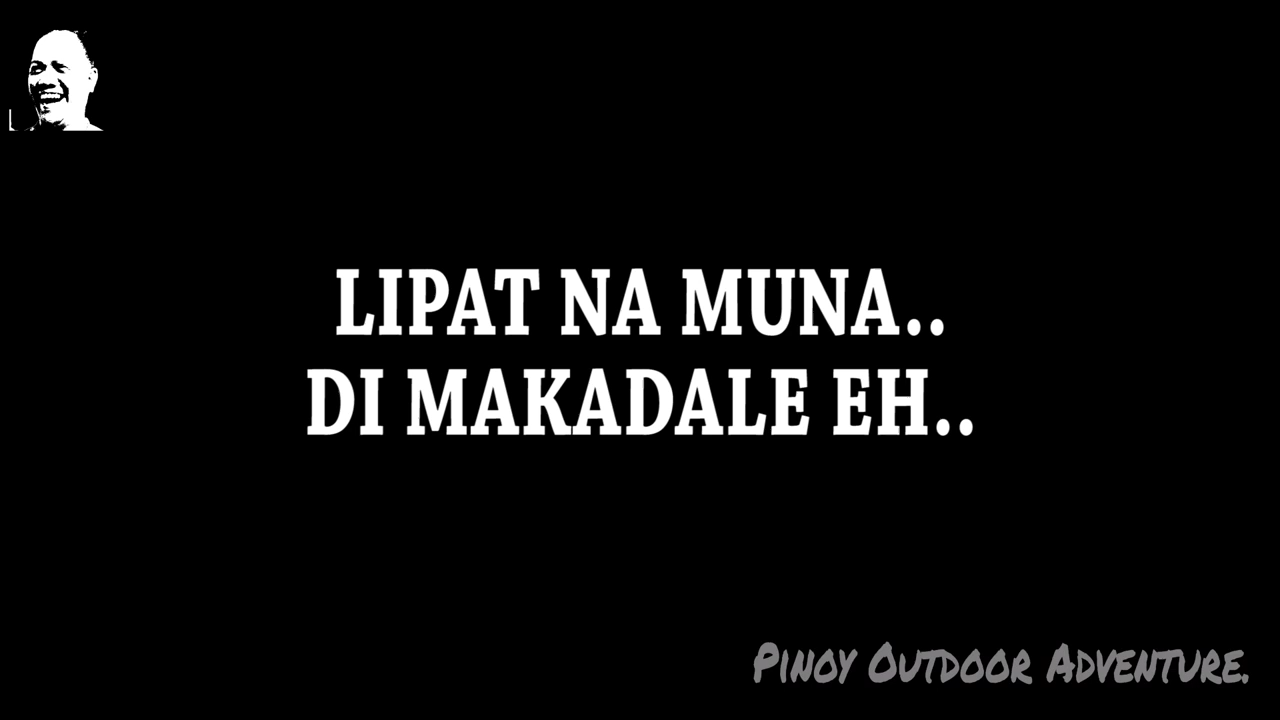 LIPAT NA MUNA..
DI MAKADALE EH..
PINOY OUTDOOR ADVENTURE.